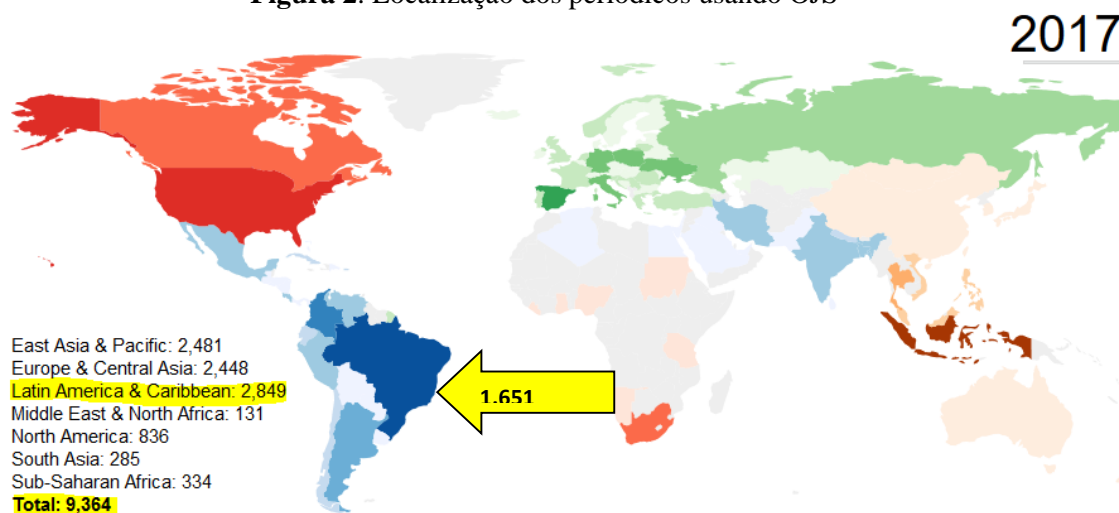 Figura 2. Localização dos periódicos usando OJS
2017
East Asia & Pacific: 2,481
Europe & Central Asia: 2,448
Latin America & Caribbean: 2,849
Middle East & North Africa: 131
North America: 836
South Asia: 285
Sub-Saharan Africa: 334
Total: 9,364
1.651